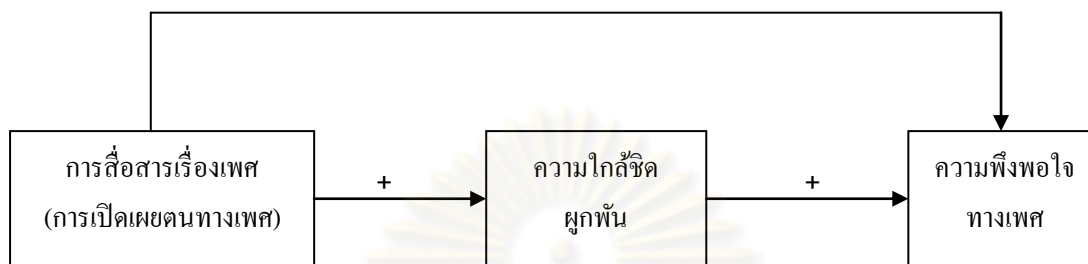 การสื่อสารเรื่องเพศ
(การเปิดเผยตนทางเพศ)
+
ความใกล้ชิด
ผูกพัน
+
ความพึงพอใจ
ทางเพศ